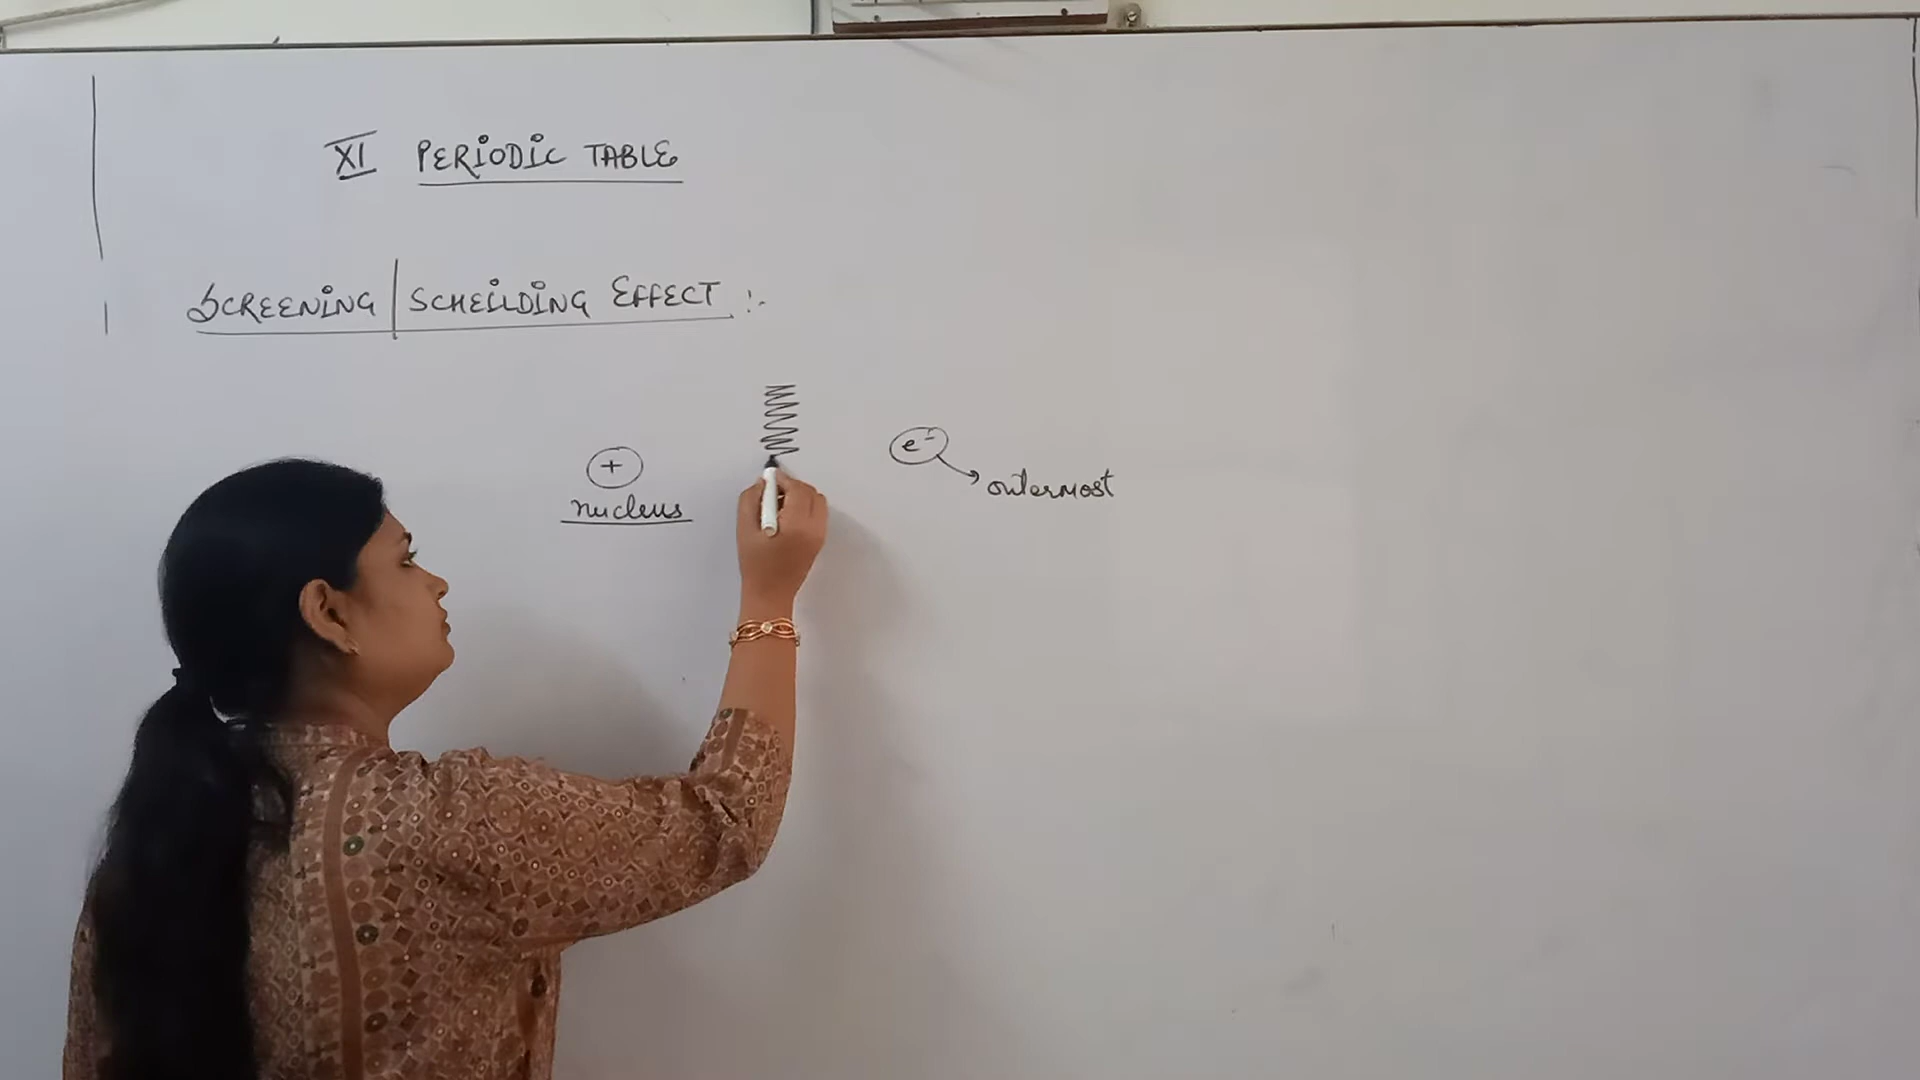 XI PERIODIC TABLE
SCREENING | SCHEILDING EFFECT :-
+
e⁻
nucleus
outermost